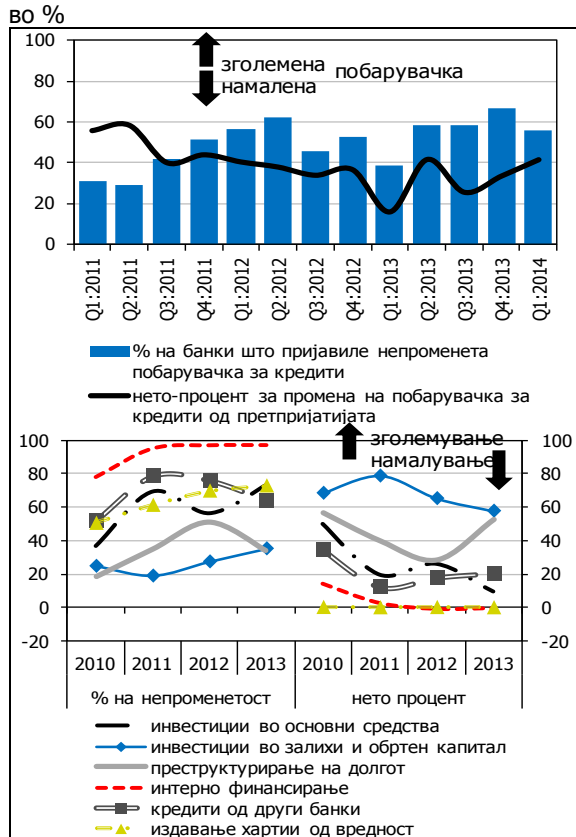 во %
100
80
60
40
20
0
зголемена
намалена
побарувачка
Q1:2011
Q2:2011
Q3:2011
Q4:2011
Q1:2012
Q2:2012
Q3:2012
Q4:2012
Q1:2013
Q2:2013
Q3:2013
Q4:2013
Q1:2014
% на банки што пријавиле непроменета
побарувачка за кредити
нето-процент за промена на побарувачка за
кредити од претпријатијата
зголемување
намалување
100
80
60
40
20
0
-20
100
80
60
40
20
0
-20
2010 2011 2012 2013 2010 2011 2012 2013
% на непроменетост нето процент
инвестиции во основни средства
инвестиции во залихи и обртен капитал
преструктурирање на долгот
интерно финансирање
кредити од други банки
издавање хартии од вредност